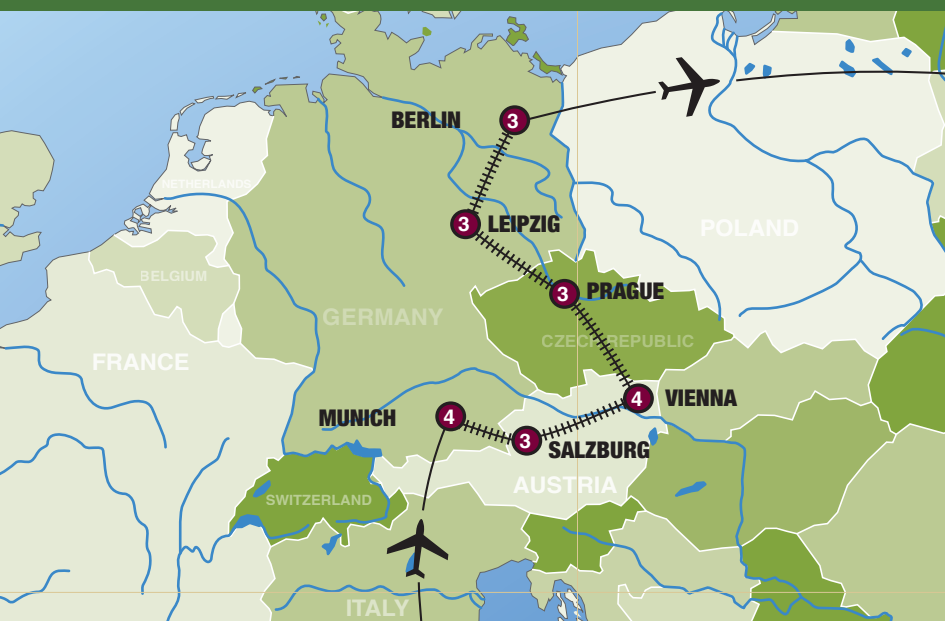 BERLIN 3
NETHERLANDS
3 LEIPZIG
POLAND
BELGIUM
3 PRAGUE
GERMANY
CZECH REPUBLIC
FRANCE
4 VIENNA
MUNICH 4
3 SALZBURG
AUSTRIA
SWITZERLAND
ITALY